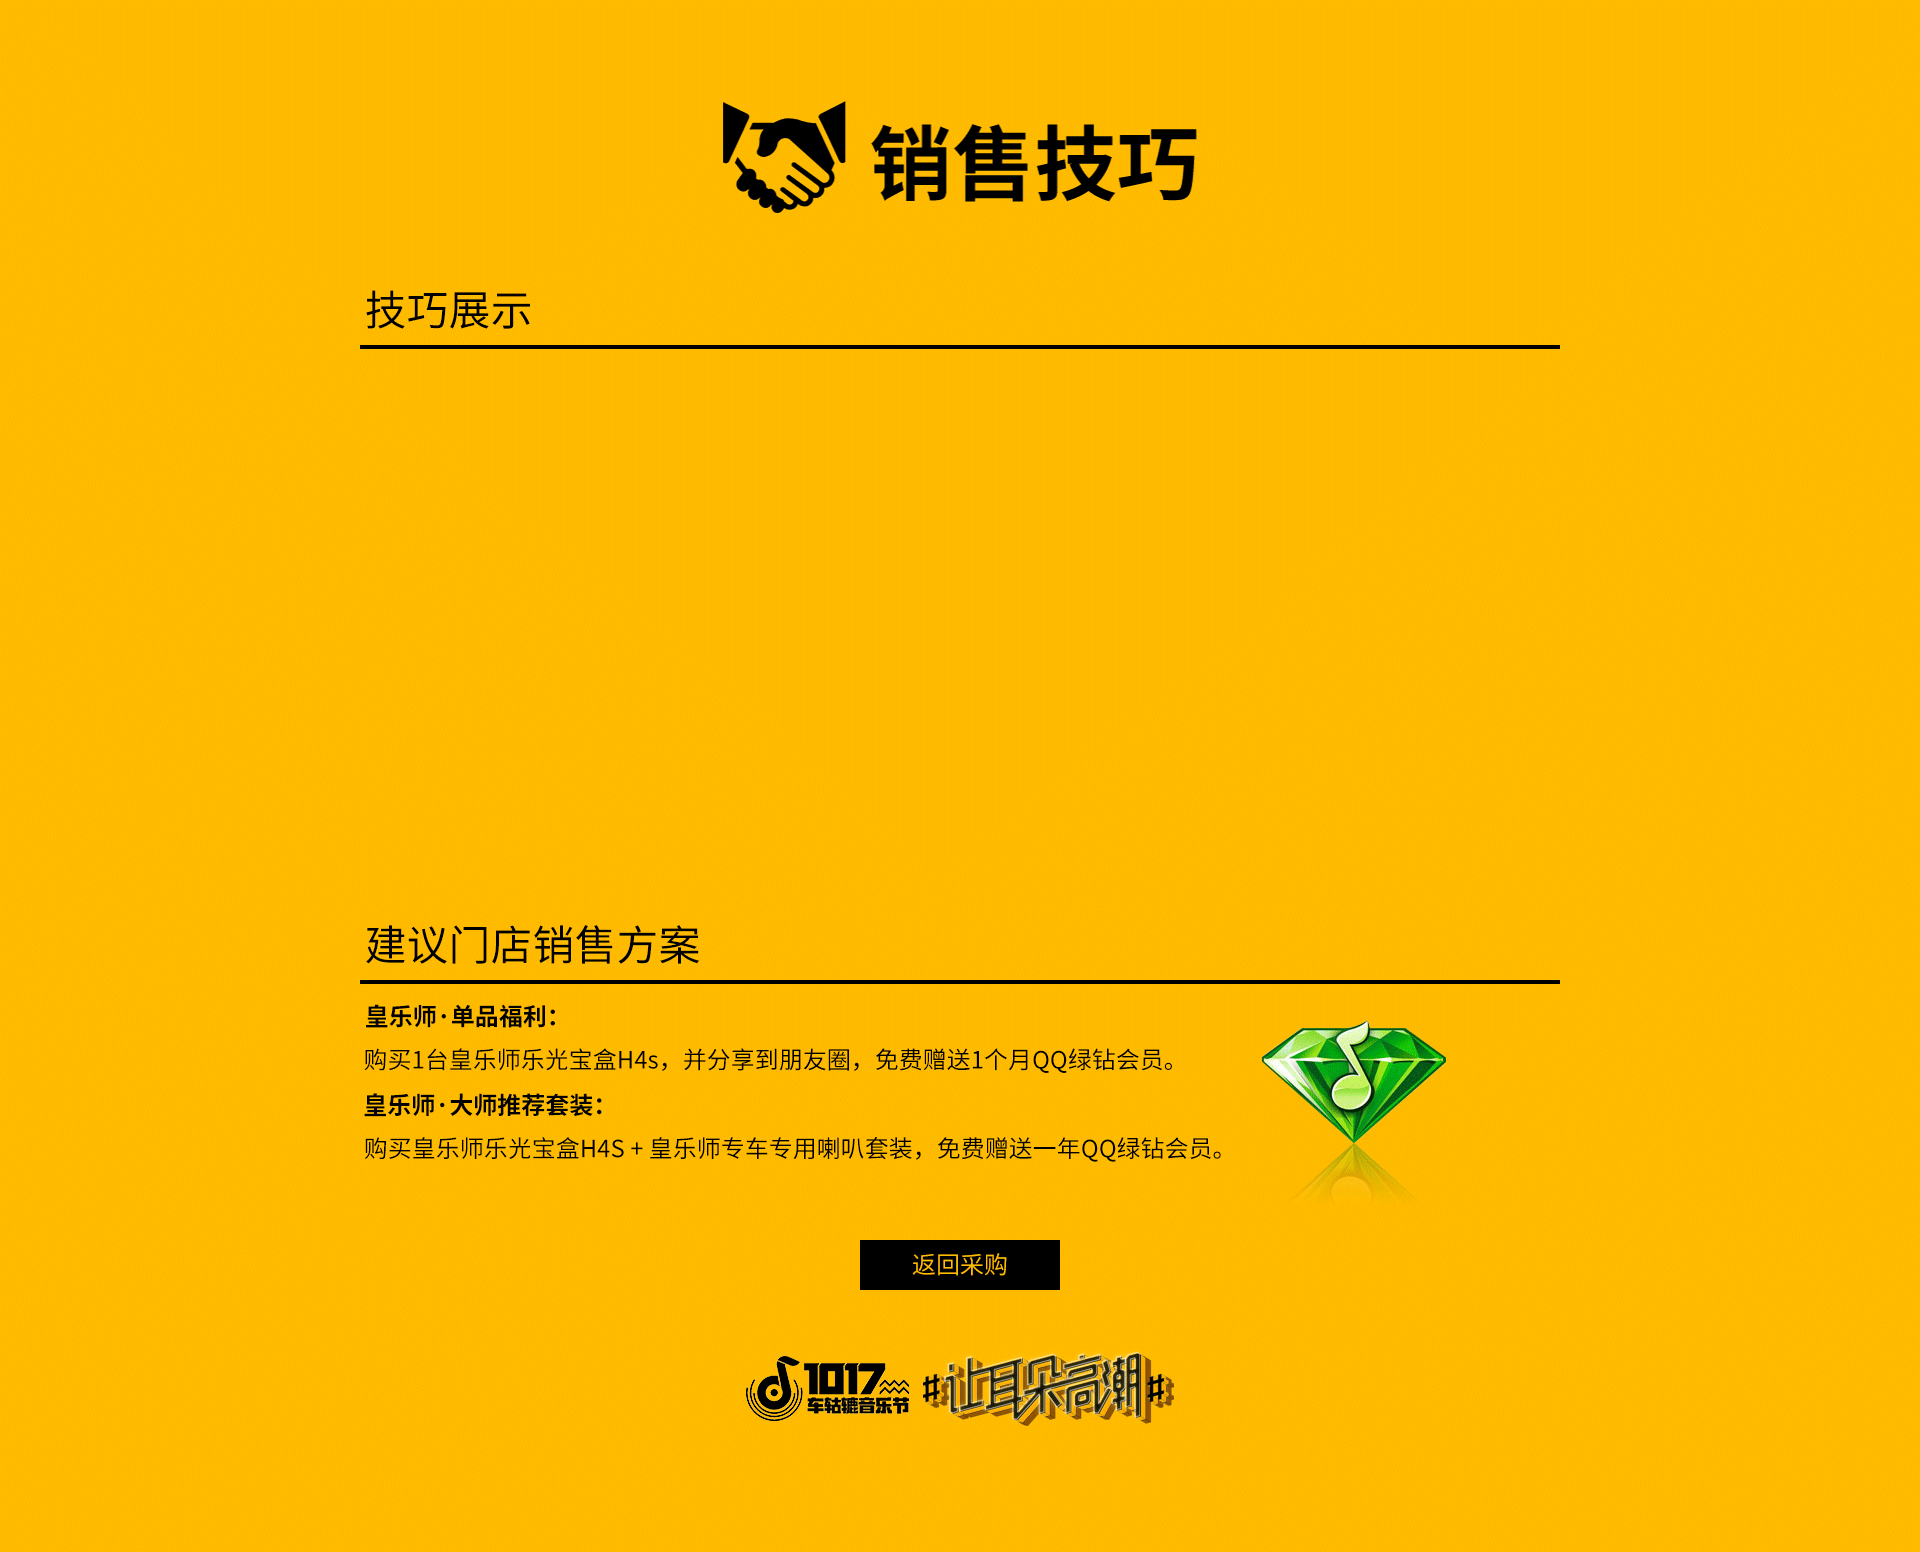 销售技巧
技巧展示
建议门店销售方案
皇乐师·单品福利：
购买1台皇乐师乐光宝盒H4s，并分享到朋友圈，免费赠送1个月QQ绿钻会员。
皇乐师·大师推荐套装：
购买皇乐师乐光宝盒H4S + 皇乐师专车专用喇叭套装，免费赠送一年QQ绿钻会员。
返回采购
1017
车轱辘音乐节
#让耳朵高潮#